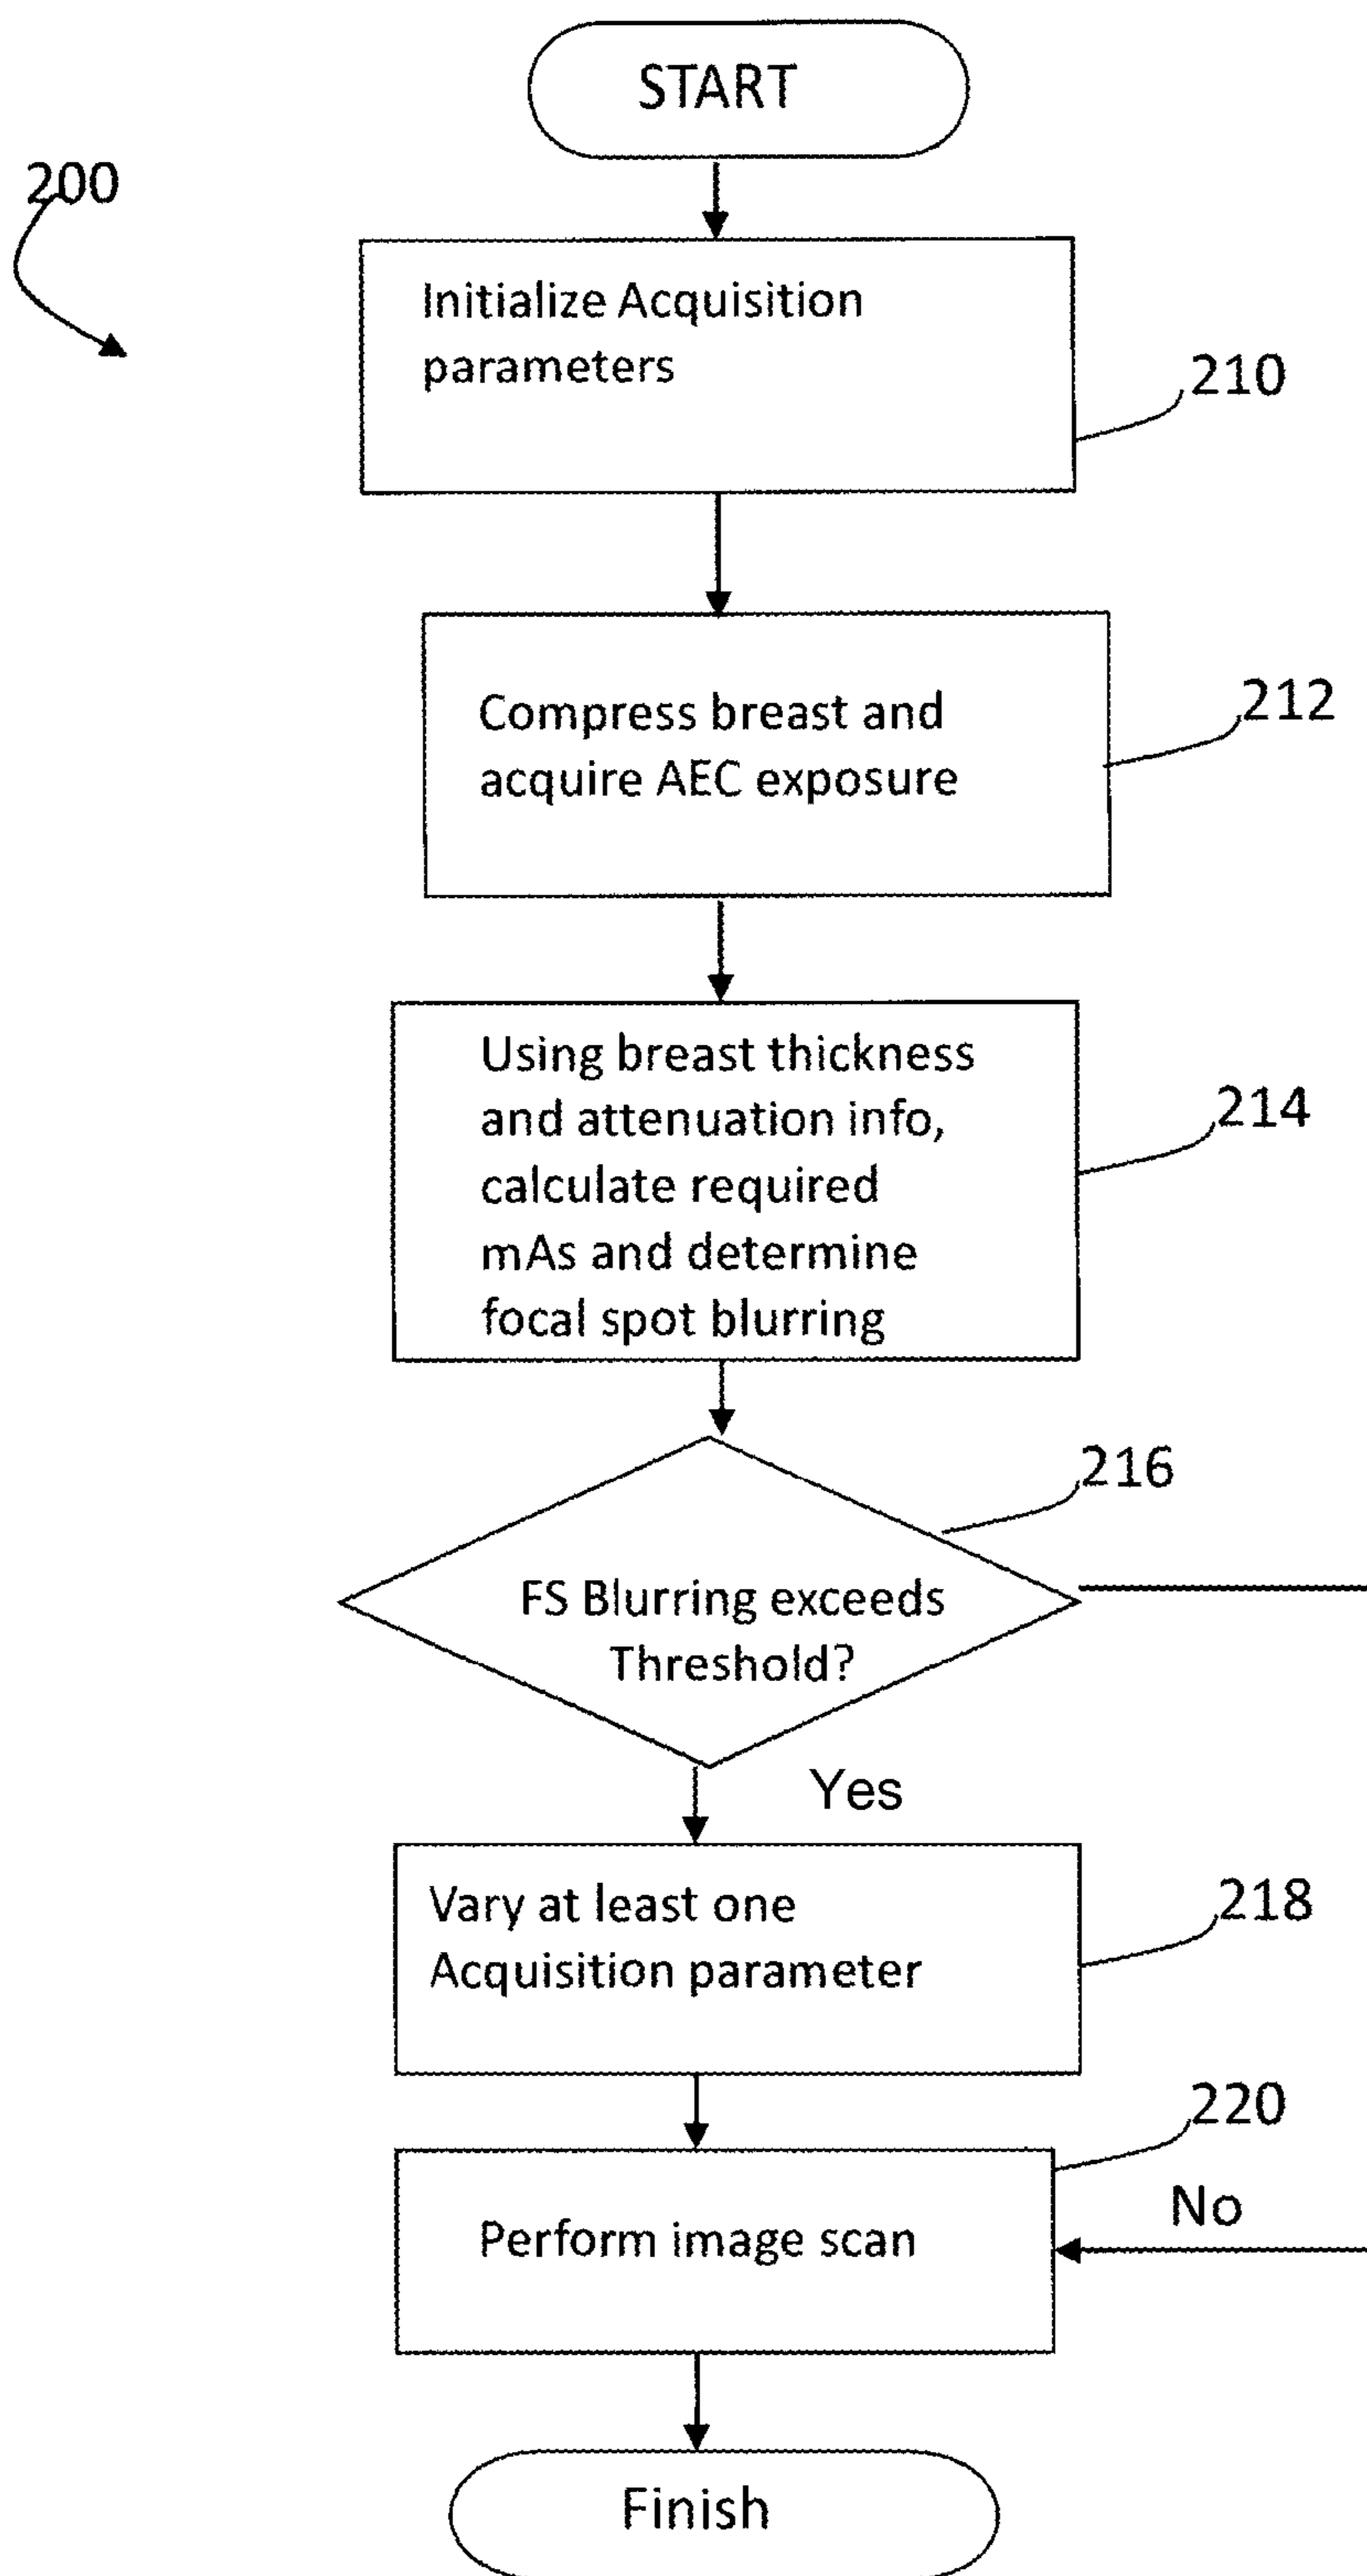 START
200
Initialize Acquisition
parameters
210
Compress breast and
acquire AEC exposure
212
Using breast thickness
and attenuation info,
calculate required
mAs and determine
focal spot blurring
214
216
FS Blurring exceeds
Threshold?
Yes
Vary at least one
Acquisition parameter
218
220
No
Perform image scan
Finish